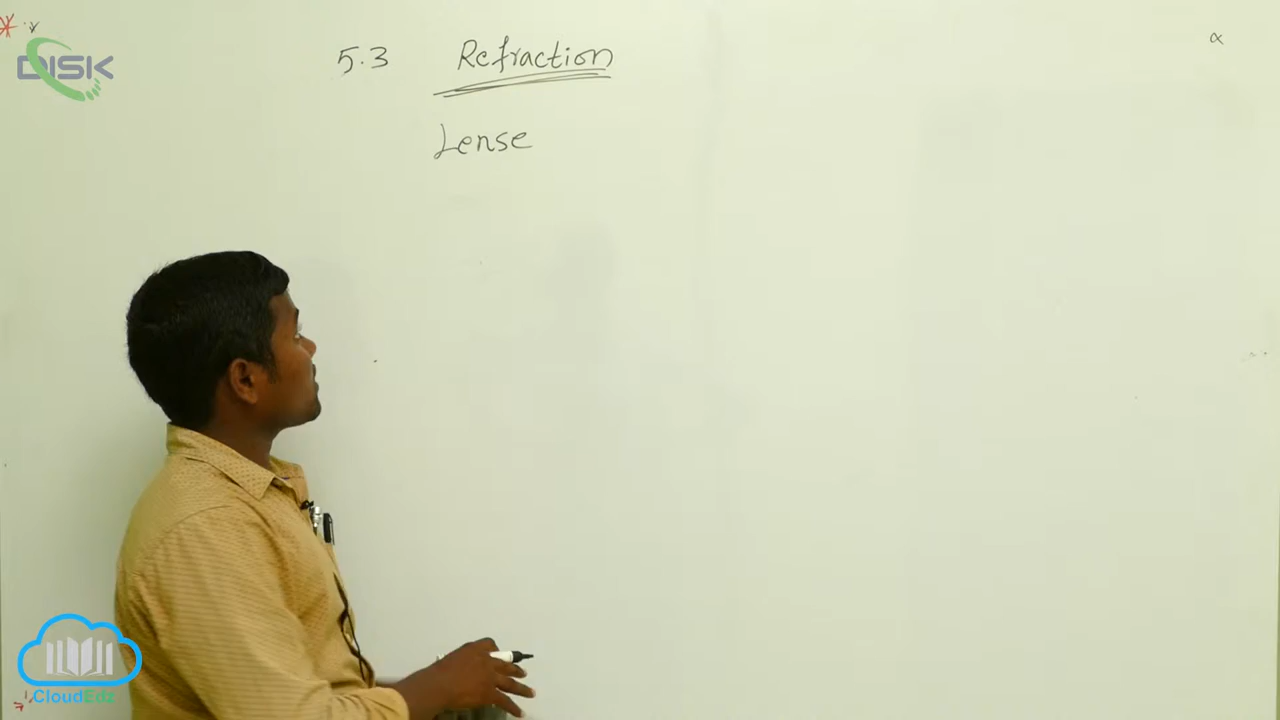 DISK
5.3 Refraction
α
Lense
CloudEdz